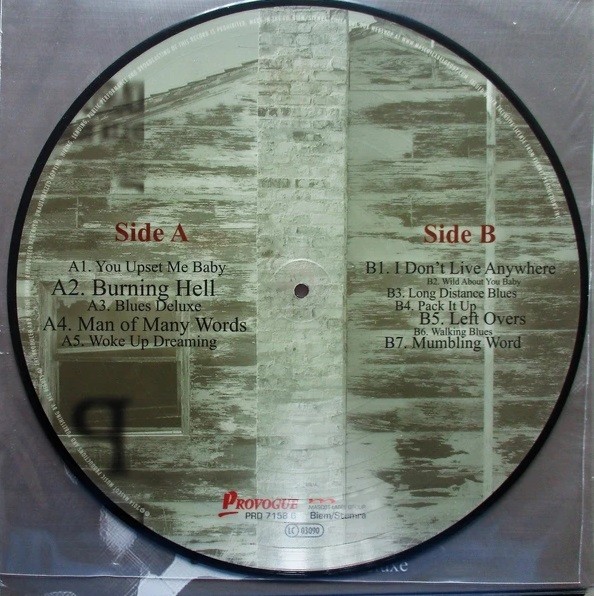 Side A
A1. You Upset Me Baby
A2. Burning Hell
A3. Blues Deluxe
A4. Man of Many Words
A5. Woke Up Dreaming
Side B
B1. I Don't Live Anywhere
B2. Wild About You Baby
B3. Long Distance Blues
B4. Pack It Up
B5. Left Overs
B6. Walking Blues
B7. Mumbling Word
PROVOGUE
PRD 7158
Biem/Stemra
LC 03090